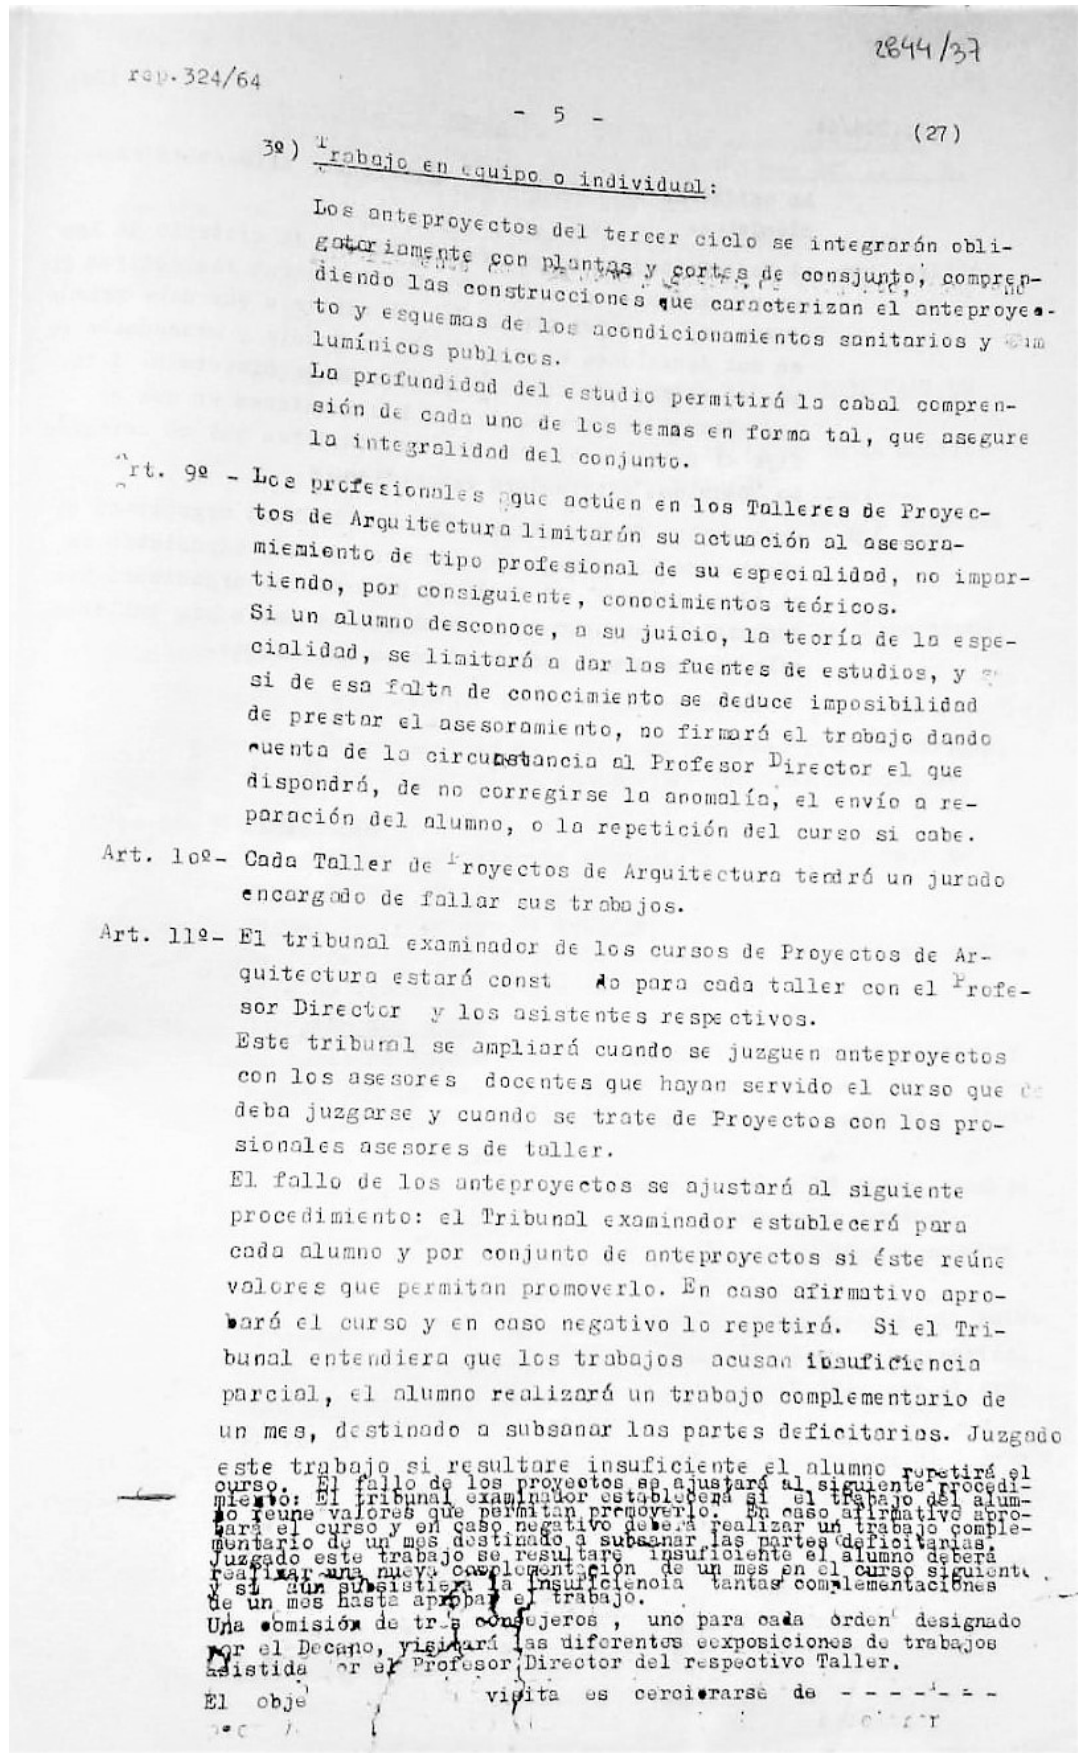 2844/37
rep.324/64
- 5 -
(27)
3º) Trabajo en equipo o individual:
Los anteproyectos del tercer ciclo se integrarán obli-
gatoriamente con plantas y cortes de consjunto, compren-
diendo las construcciones que caracterizan el anteproyec-
to y esquemas de los acondicionamientos sanitarios y
lumínicos publicos.
La profundidad del estudio permitirá la cabal compren-
sión de cada uno de los temas en forma tal, que asegure
la integralidad del conjunto.
Art. 9º - Los profesionales que actúen en los Talleres de Proyec-
tos de Arquitectura limitarán su actuación al asesora-
miemiento de tipo profesional de su especialidad, no impar-
tiendo, por consiguiente, conocimientos teóricos.
Si un alumno desconoce, a su juicio, la teoría de la espe-
cialidad, se limitará a dar las fuentes de estudios, y
si de esa falta de conocimiento se deduce imposibilidad
de prestar el asesoramiento, no firmará el trabajo dando
cuenta de la circunstancia al Profesor Director el que
dispondrá, de no corregirse la anomalía, el envío a re-
paración del alumno, o la repetición del curso si cabe.
Art. 1oº- Cada Taller de Proyectos de Arquitectura tendrá un jurado
encargado de fallar sus trabajos.
Art. 11º- El tribunal examinador de los cursos de Proyectos de Ar-
quitectura estará const do para cada taller con el Profe-
sor Director y los asistentes respectivos.
Este tribunal se ampliará cuando se juzguen anteproyectos
con los asesores docentes que hayan servido el curso que
deba juzgarse y cuando se trate de Proyectos con los pro-
sionales asesores de taller.
El fallo de los anteproyectos se ajustará al siguiente
procedimiento: el Tribunal examinador establecerá para
cada alumno y por conjunto de anteproyectos si éste reúne
valores que permitan promoverlo. En caso afirmativo apro-
bará el curso y en caso negativo lo repetirá. Si el Tri-
bunal entendiera que los trabajos acusan insuficiencia
parcial, el alumno realizará un trabajo complementario de
un mes, destinado a subsanar las partes deficitarias. Juzgado
este trabajo si resultare insuficiente el alumno repetirá el
curso. El fallo de los proyectos se ajustará al siguiente procedi-
miento: El tribunal examinador establecerá si el trabajo del alum-
no reune valores que permitan promoverlo. En caso afirmativo apro-
bará el curso y en caso negativo deberá realizar un trabajo comple-
mentario de un mes destinado a subsanar las partes deficitarias.
Juzgado este trabajo se resultare insuficiente el alumno deberá
realizar una nueva complementación de un mes en el curso siguiente
y si aún subsistiera la insuficiencia tantas complementaciones
de un mes hasta aprobar el trabajo.
Una comisión de tres consejeros, uno para cada orden designado
por el Decano, visitará las diferentes eexposiciones de trabajos
asistida por el Profesor Director del respectivo Taller.
El obje visita es cerciorarse de - - - - - - -